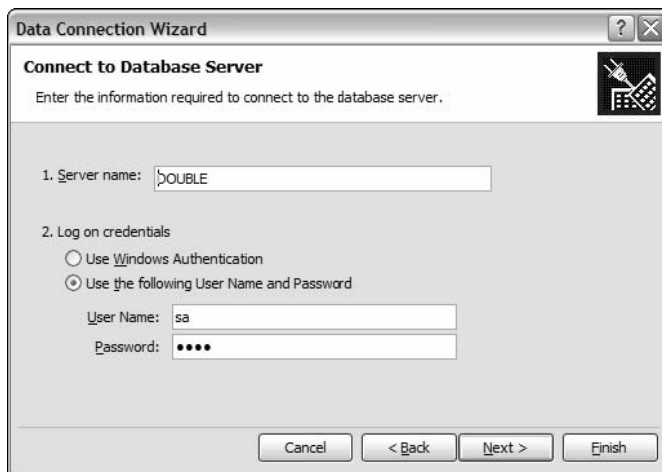 Data Connection Wizard
Connect to Database Server
Enter the information required to connect to the database server.
1. Server name: DOUBLE
2. Log on credentials
Use Windows Authentication
Use the following User Name and Password
User Name: sa
Password: ••••
Cancel < Back Next > Finish